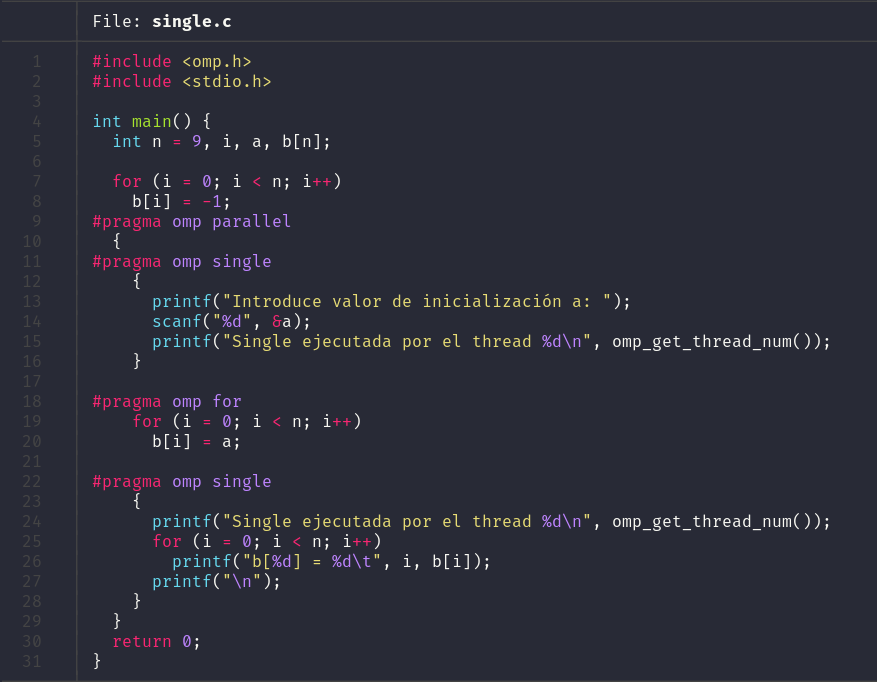 File: single.c
1 #include <omp.h>
2 #include <stdio.h>
3
4 int main() {
5   int n = 9, i, a, b[n];
6
7   for (i = 0; i < n; i++)
8     b[i] = -1;
9 #pragma omp parallel
10   {
11 #pragma omp single
12     {
13       printf("Introduce valor de inicialización a: ");
14       scanf("%d", &a);
15       printf("Single ejecutada por el thread %d\n", omp_get_thread_num());
16     }
17
18 #pragma omp for
19     for (i = 0; i < n; i++)
20       b[i] = a;
21
22 #pragma omp single
23     {
24       printf("Single ejecutada por el thread %d\n", omp_get_thread_num());
25       for (i = 0; i < n; i++)
26         printf("b[%d] = %d\t", i, b[i]);
27       printf("\n");
28     }
29   }
30   return 0;
31 }